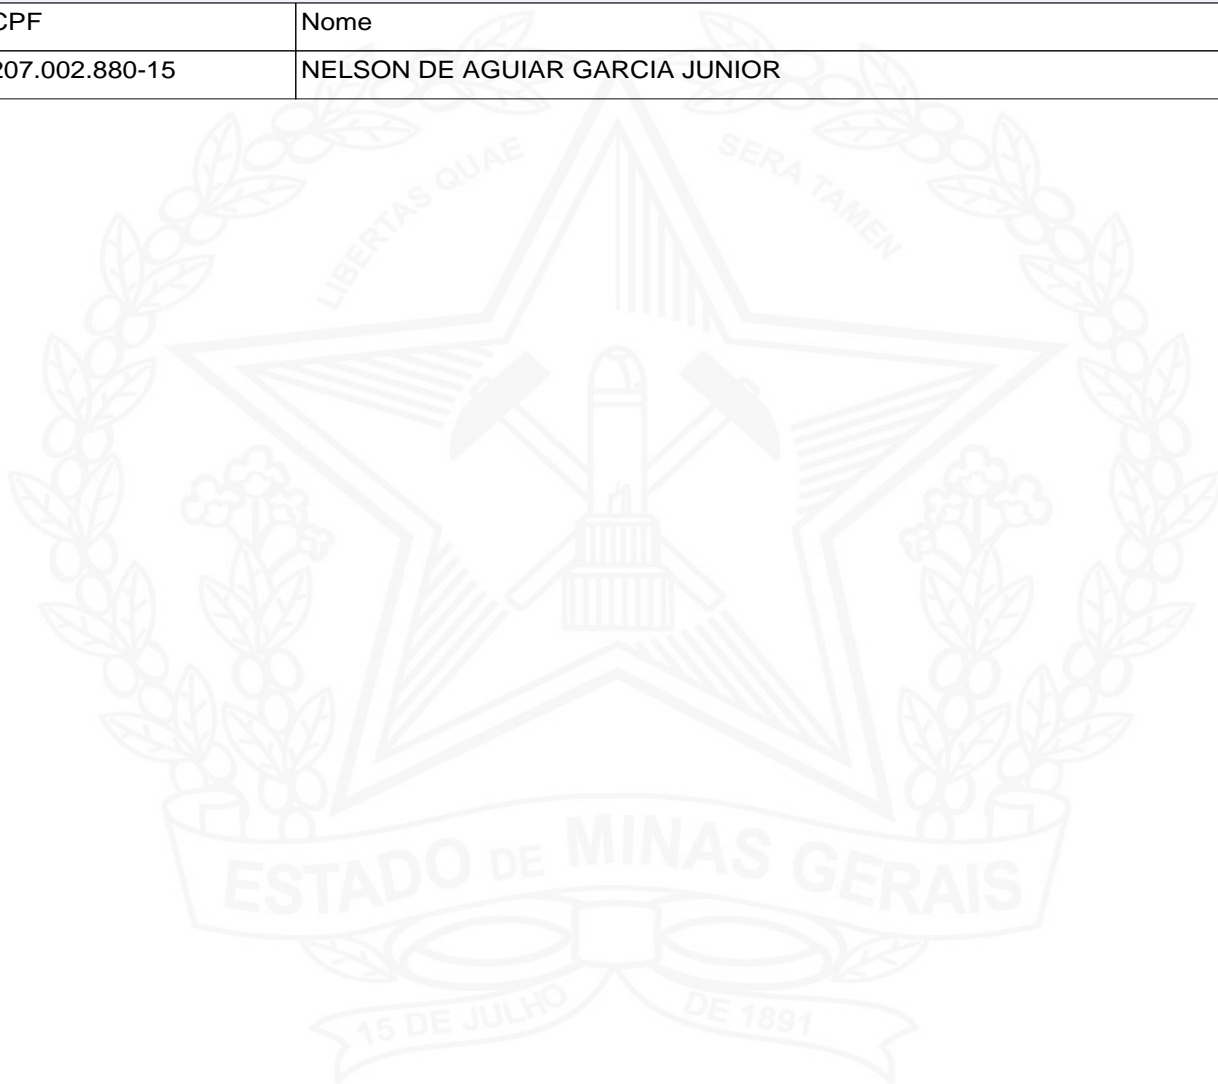 CPF Nome
207.002.880-15 NELSON DE AGUIAR GARCIA JUNIOR
LIBERTAS QUAE SERA TAMEN
ESTADO DE MINAS GERAIS
15 DE JULHO DE 1891